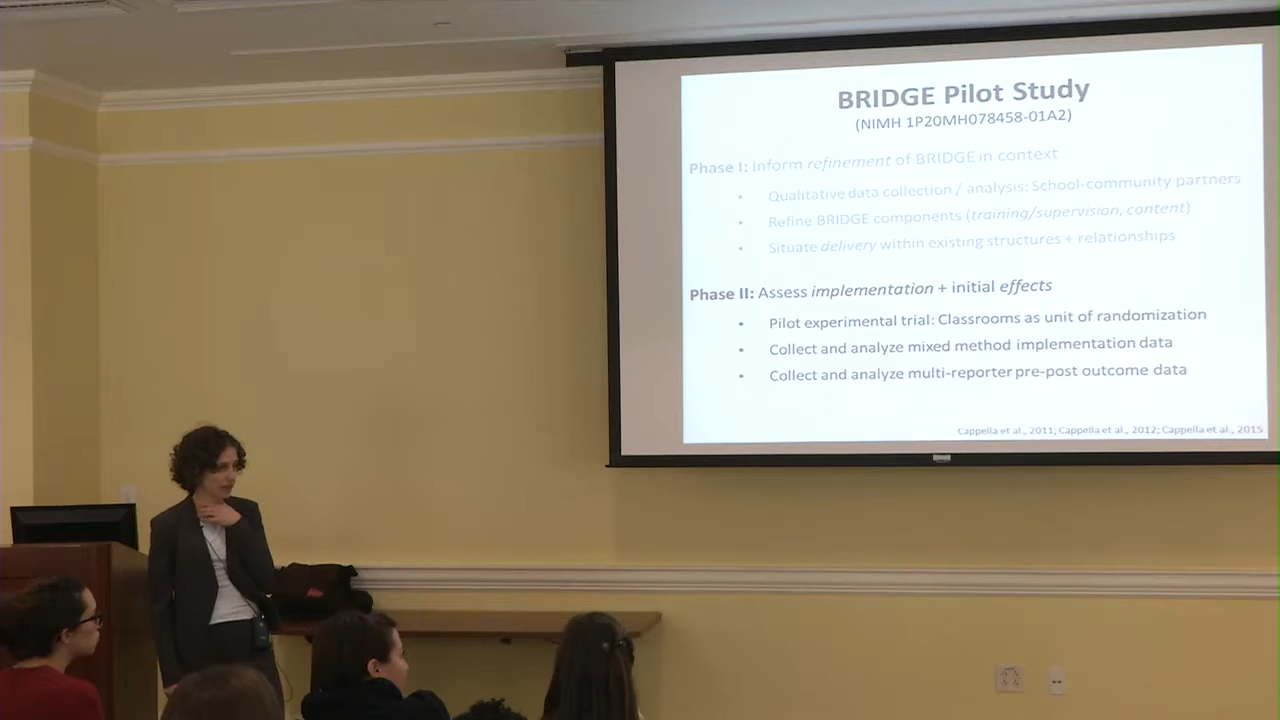 BRIDGE Pilot Study
(NIMH 1P20MH078458-01A2)
Phase I: Inform refinement of BRIDGE in context
• Qualitative data collection / analysis: School-community partners
• Refine BRIDGE components (training/supervision, content)
• Situate delivery within existing structures + relationships
Phase II: Assess implementation + initial effects
• Pilot experimental trial: Classrooms as unit of randomization
• Collect and analyze mixed method implementation data
• Collect and analyze multi-reporter pre-post outcome data
Cappella et al., 2011; Cappella et al., 2012; Cappella et al., 2015